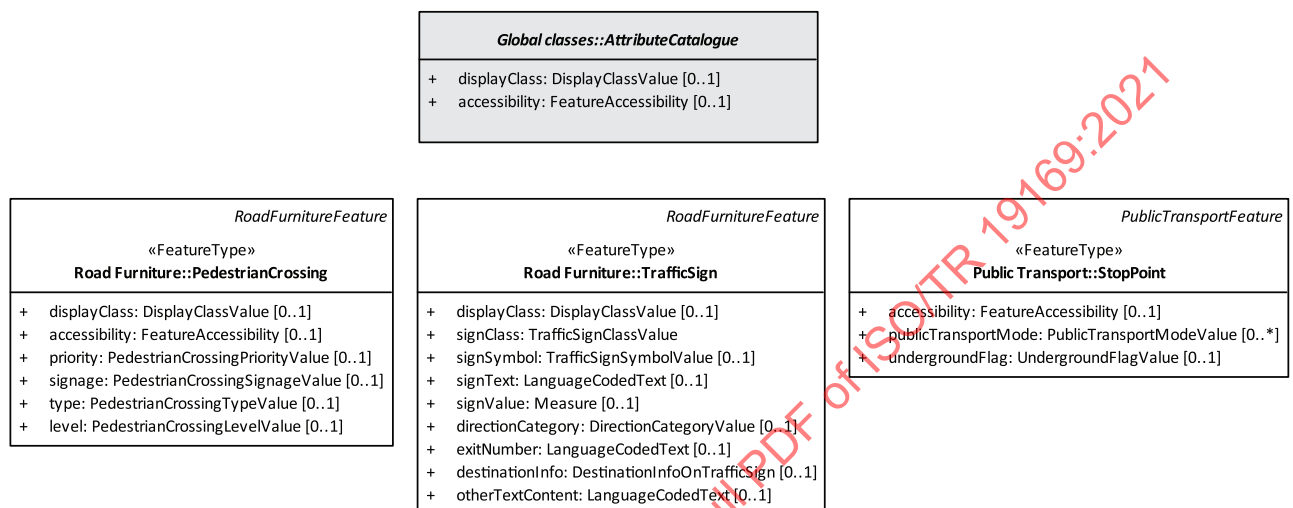 Global classes::AttributeCatalogue
+ displayClass: DisplayClassValue [0..1]
+ accessibility: FeatureAccessibility [0..1]
RoadFurnitureFeature
«FeatureType»
Road Furniture::PedestrianCrossing
+ displayClass: DisplayClassValue [0..1]
+ accessibility: FeatureAccessibility [0..1]
+ priority: PedestrianCrossingPriorityValue [0..1]
+ signage: PedestrianCrossingSignageValue [0..1]
+ type: PedestrianCrossingTypeValue [0..1]
+ level: PedestrianCrossingLevelValue [0..1]
RoadFurnitureFeature
«FeatureType»
Road Furniture::TrafficSign
+ displayClass: DisplayClassValue [0..1]
+ signClass: TrafficSignClassValue
+ signSymbol: TrafficSignSymbolValue [0..1]
+ signText: LanguageCodedText [0..1]
+ signValue: Measure [0..1]
+ directionCategory: DirectionCategoryValue [0..1]
+ exitNumber: LanguageCodedText [0..1]
+ destinationInfo: DestinationInfoOnTrafficSign [0..1]
+ otherTextContent: LanguageCodedText [0..1]
PublicTransportFeature
«FeatureType»
Public Transport::StopPoint
+ accessibility: FeatureAccessibility [0..1]
+ publicTransportMode: PublicTransportModeValue [0..*]
+ undergroundFlag: UndergroundFlagValue [0..1]
PDF of ISO/TR 19169:2021